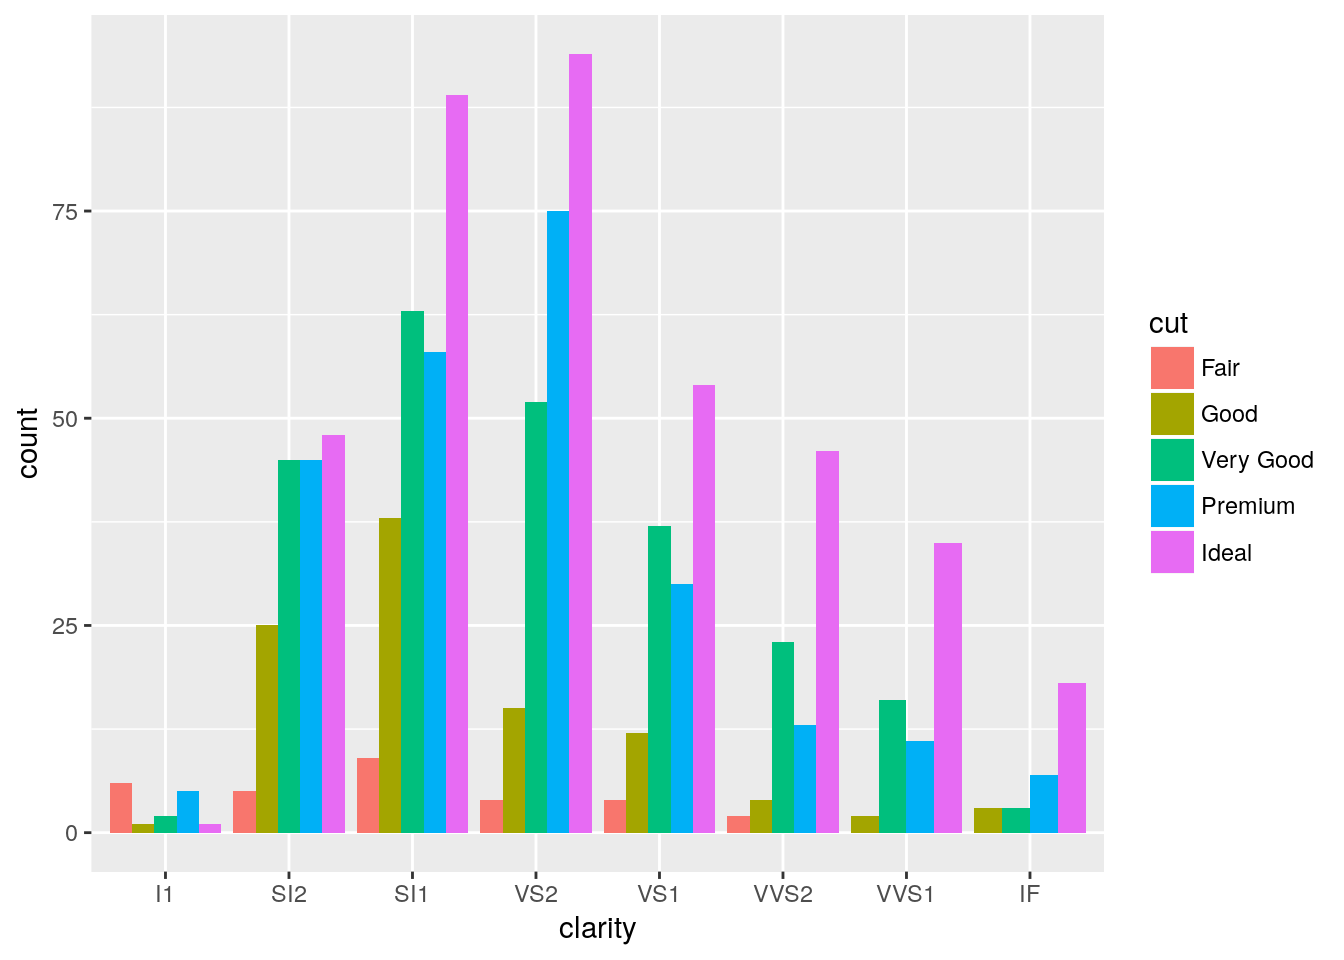 75
50
25
0
count
I1 SI2 SI1 VS2 VS1 VVS2 VVS1 IF
clarity
cut
Fair
Good
Very Good
Premium
Ideal